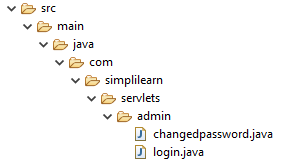 src
main
java
com
simplilearn
servlets
admin
changedpassword.java
login.java